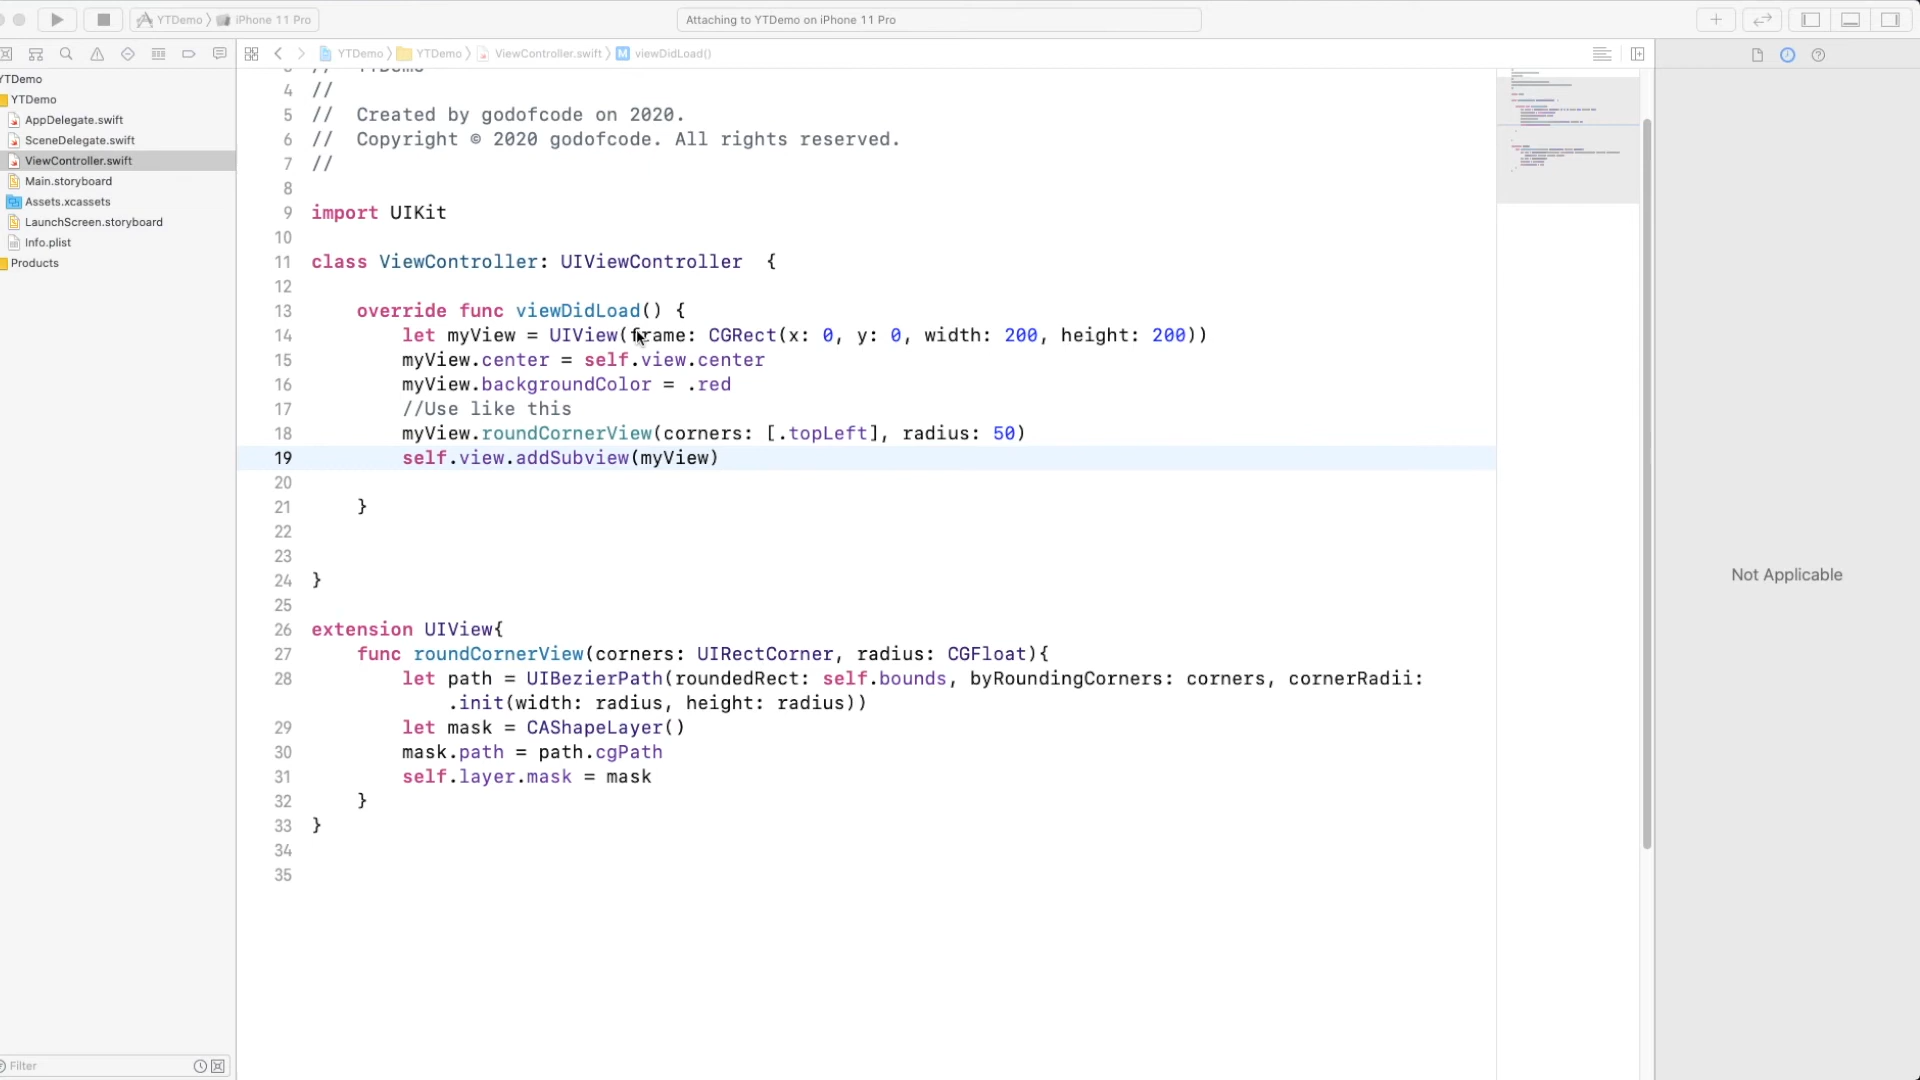 YTDemo 〉 iPhone 11 Pro
Attaching to YTDemo on iPhone 11 Pro
YTDemo 〉 YTDemo 〉 ViewController.swift 〉 M viewDidLoad()
YTDemo
YTDemo
AppDelegate.swift
SceneDelegate.swift
ViewController.swift
Main.storyboard
Assets.xcassets
LaunchScreen.storyboard
Info.plist
Products
3 // YTDemo
4 //
5 // Created by godofcode on 2020.
6 // Copyright © 2020 godofcode. All rights reserved.
7 //
8
9 import UIKit
10
11 class ViewController: UIViewController {
12
13 override func viewDidLoad() {
14 let myView = UIView(frame: CGRect(x: 0, y: 0, width: 200, height: 200))
15 myView.center = self.view.center
16 myView.backgroundColor = .red
17 //Use like this
18 myView.roundCornerView(corners: [.topLeft], radius: 50)
19 self.view.addSubview(myView)
20
21 }
22
23
24 }
25
26 extension UIView{
27 func roundCornerView(corners: UIRectCorner, radius: CGFloat){
28 let path = UIBezierPath(roundedRect: self.bounds, byRoundingCorners: corners, cornerRadii:
.init(width: radius, height: radius))
29 let mask = CAShapeLayer()
30 mask.path = path.cgPath
31 self.layer.mask = mask
32 }
33 }
34
35
Not Applicable
Filter